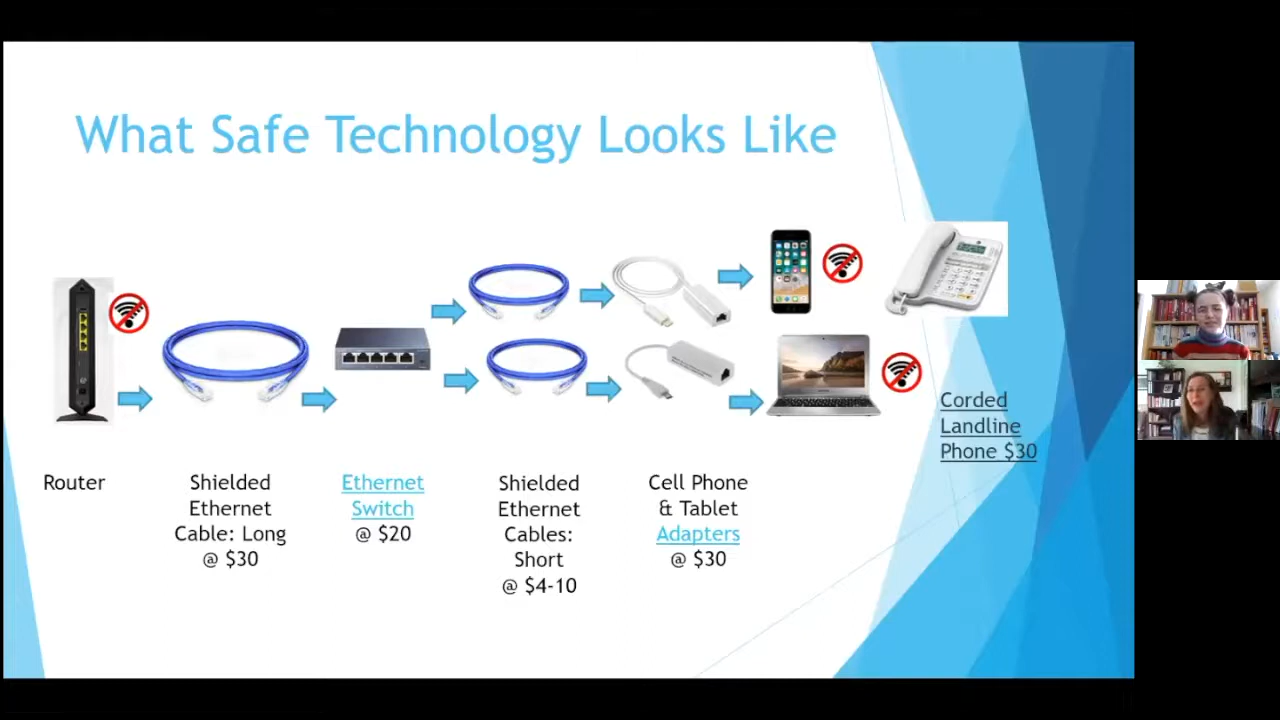 What Safe Technology Looks Like
Router
Shielded
Ethernet
Cable: Long
@ $30
Ethernet
Switch
@ $20
Shielded
Ethernet
Cables:
Short
@ $4-10
Cell Phone
& Tablet
Adapters
@ $30
Corded
Landline
Phone $30